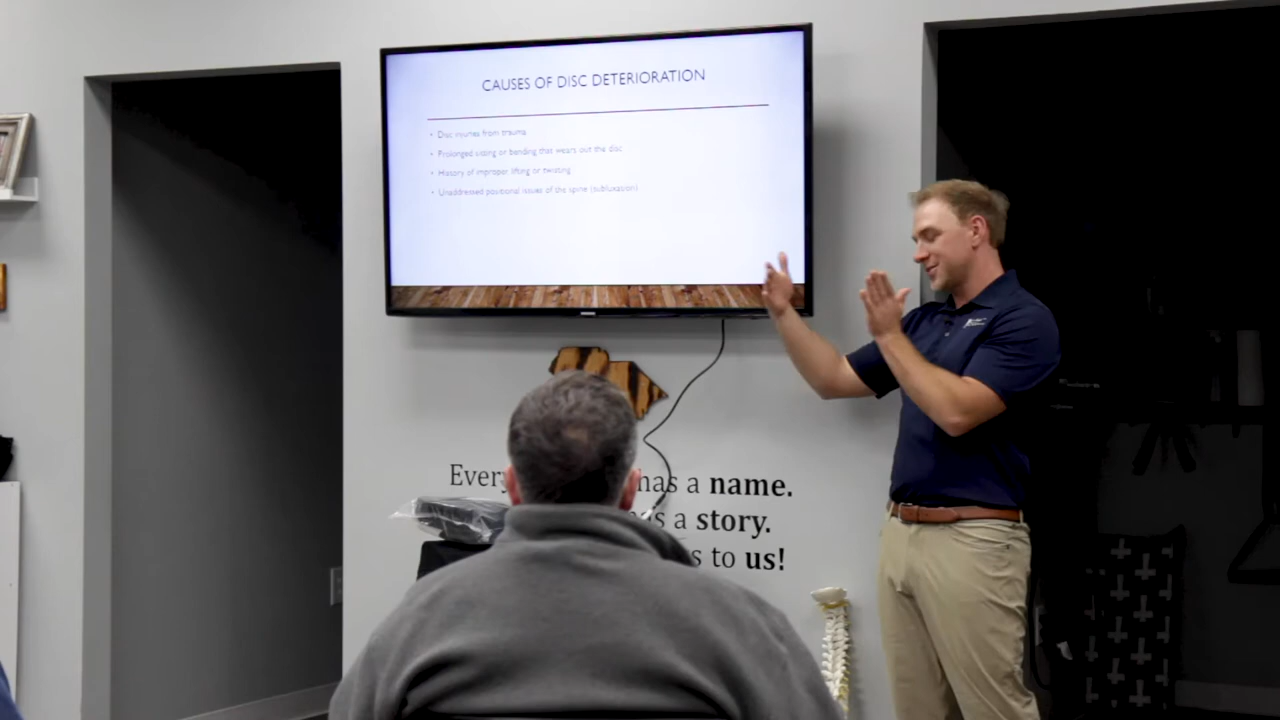 CAUSES OF DISC DETERIORATION
• Disc injuries from trauma
• Prolonged sitting or bending that wears out the disc
• History of improper lifting or twisting
• Unaddressed positional issues of the spine (subluxation)
Every has a name.
has a story.
to us!